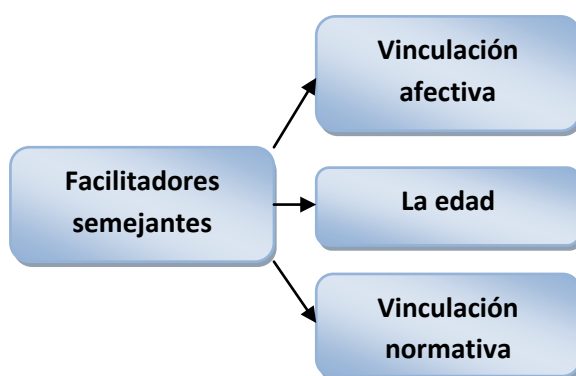 Vinculación
afectiva
Facilitadores
semejantes
La edad
Vinculación
normativa